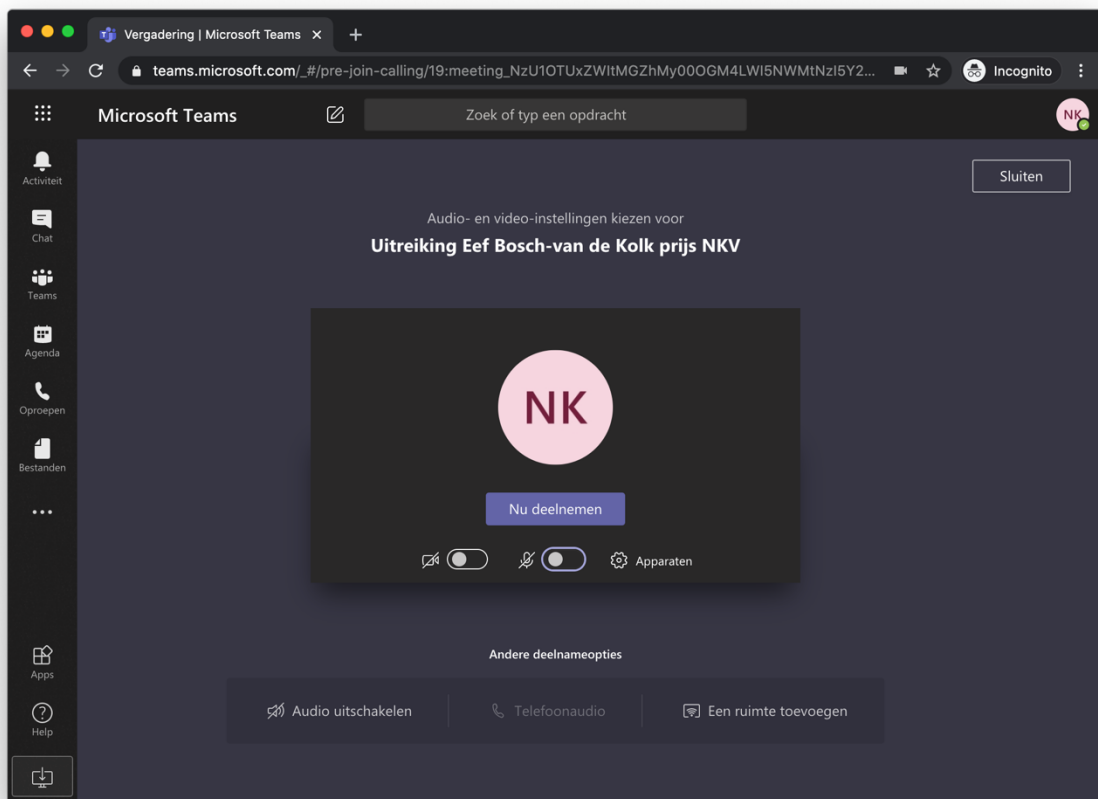 Vergadering | Microsoft Teams
teams.microsoft.com/_#/pre-join-calling/19:meeting_NzU1OTUxZWItMGZhMy00OGM4LWI5NWMtNzI5Y2...
Incognito
Microsoft Teams
Zoek of typ een opdracht
NK
Activiteit
Chat
Teams
Agenda
Oproepen
Bestanden
Apps
Help
Sluiten
Audio- en video-instellingen kiezen voor
Uitreiking Eef Bosch-van de Kolk prijs NKV
NK
Nu deelnemen
Apparaten
Andere deelnameopties
Audio uitschakelen
Telefoonaudio
Een ruimte toevoegen